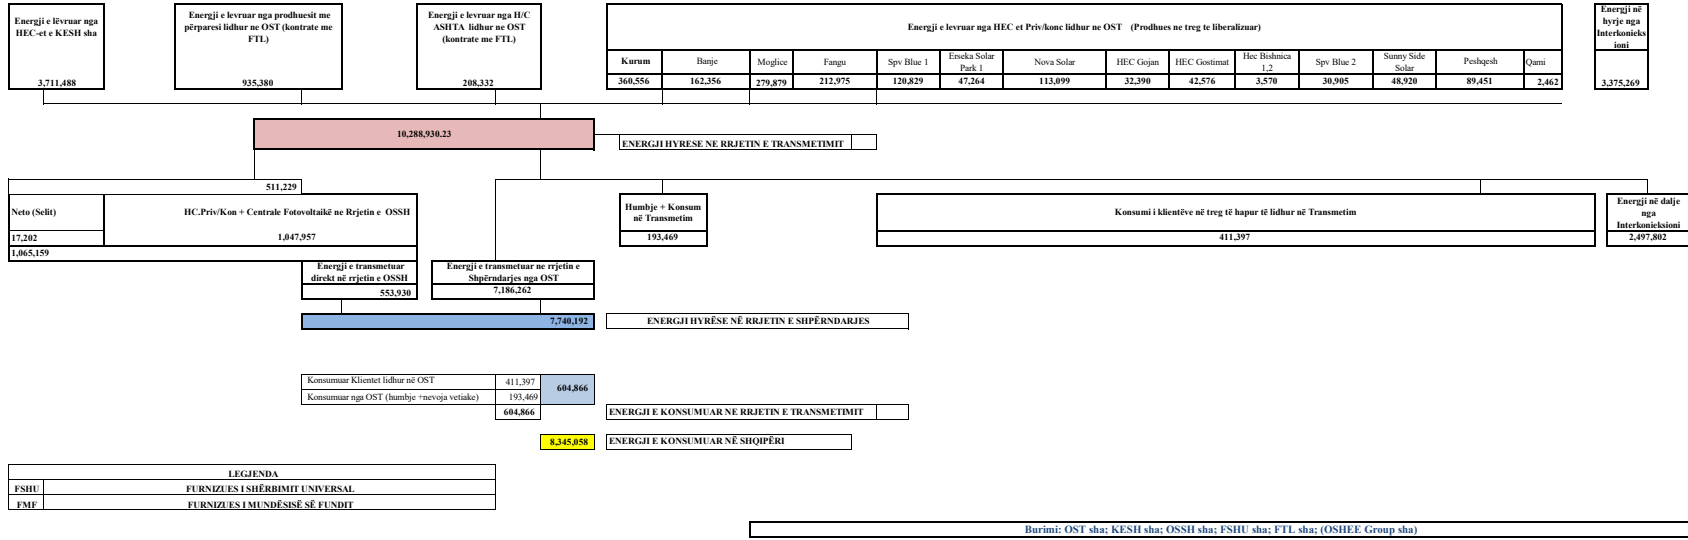 Energji e lëvruar nga
HEC-et e KESH sha
3,711,488
Energji e levruar nga prodhuesit me
përparesi lidhur ne OST (kontrate me
FTL)
935,380
Energji e levruar nga H/C
ASHTA lidhur ne OST
(kontrate me FTL)
208,332
Energji e levruar nga HEC et Priv/konc lidhur ne OST (Prodhues ne treg te liberalizuar)
Kurum
Banje
Moglice
Fangu
Spv Blue 1
Erseka Solar
Park 1
Nova Solar
HEC Gojan
HEC Gostimat
Hec Bishnica
1,2
Spv Blue 2
Sunny Side
Solar
Peshqesh
Qami
360,556
162,356
279,879
212,975
120,829
47,264
113,099
32,390
42,576
3,570
30,905
48,920
89,451
2,462
Energji në
hyrje nga
Interkonieks
ioni
3,375,269
10,288,930.23
ENERGJI HYRESE NE RRJETIN E TRANSMETIMIT
511,229
Neto (Selit)
HC.Priv/Kon + Centrale Fotovoltaikë ne Rrjetin e OSSH
17,202
1,047,957
1,065,159
Humbje + Konsum
në Transmetim
193,469
Konsumi i klientëve në treg të hapur të lidhur në Transmetim
411,397
Energji në dalje
nga
Interkonieksioni
2,497,802
Energji e transmetuar
direkt në rrjetin e OSSH
553,930
Energji e transmetuar ne rrjetin e
Shpërndarjes nga OST
7,186,262
7,740,192
ENERGJI HYRËSE NË RRJETIN E SHPËRNDARJES
Konsumuar Klientet lidhur në OST
411,397
604,866
Konsumuar nga OST (humbje +nevoja vetiake)
193,469
604,866
ENERGJI E KONSUMUAR NE RRJETIN E TRANSMETIMIT
8,345,058
ENERGJI E KONSUMUAR NË SHQIPËRI
LEGJENDA
FSHU
FURNIZUES I SHËRBIMIT UNIVERSAL
FMF
FURNIZUES I MUNDËSISË SË FUNDIT
Burimi: OST sha; KESH sha; OSSH sha; FSHU sha; FTL sha; (OSHEE Group sha)